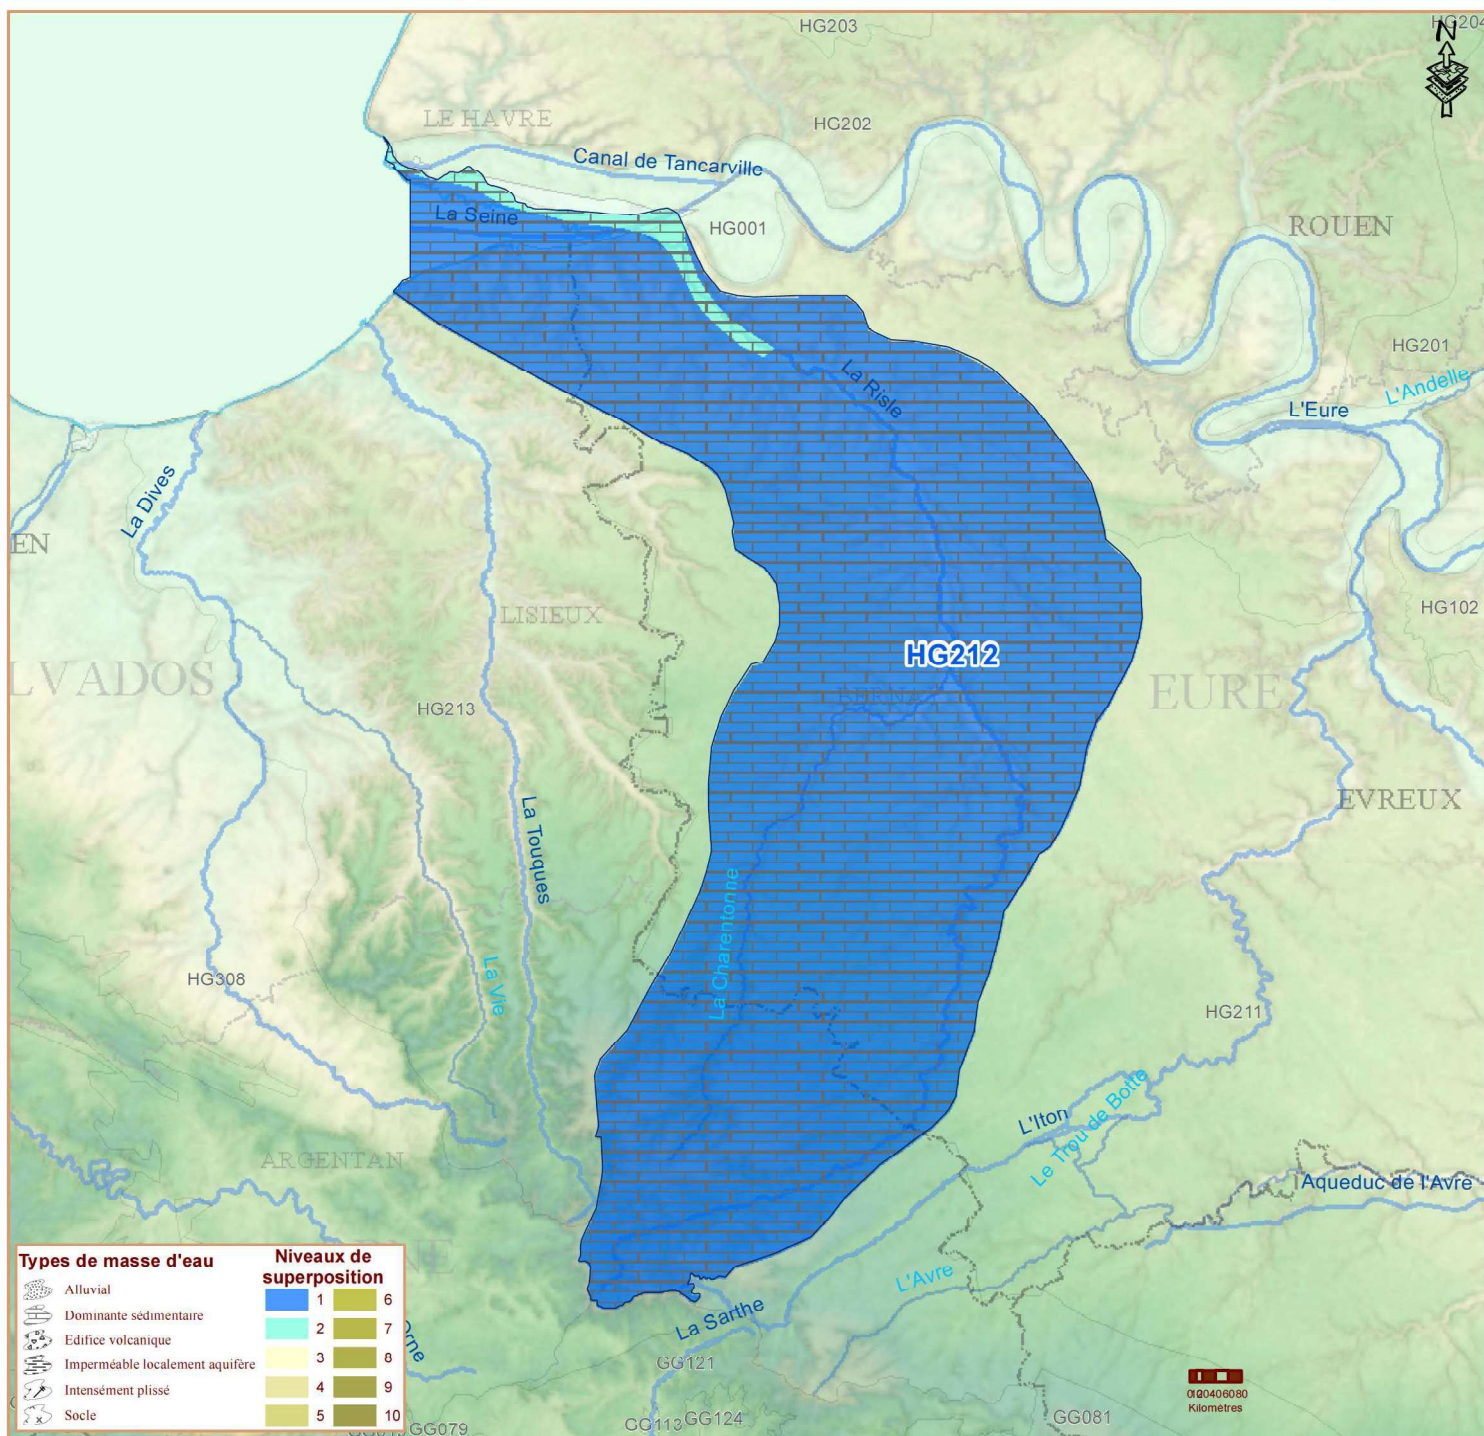 HG203
HG204
N
LE HAVRE
HG202
Canal de Tancarville
La Seine
HG001
ROUEN
HG201
La Risle
L'Andelle
L'Eure
La Dives
EN
LISIEUX
HG102
HG212
LVADOS
EURE
HG213
EVREUX
La Touques
La Charentonne
La Vie
HG308
HG211
L'Iton
Le Trou de Botte
ARGENTAN
Aqueduc de l'Avre
L'Avre
La Sarthe
Orne
GG121
GG079
GG113
GG124
GG081
Types de masse d'eau
Alluvial
Dominante sédimentaire
Edifice volcanique
Imperméable localement aquifère
Intensément plissé
Socle
Niveaux de
superposition
1 6
2 7
3 8
4 9
5 10
Kilomètres